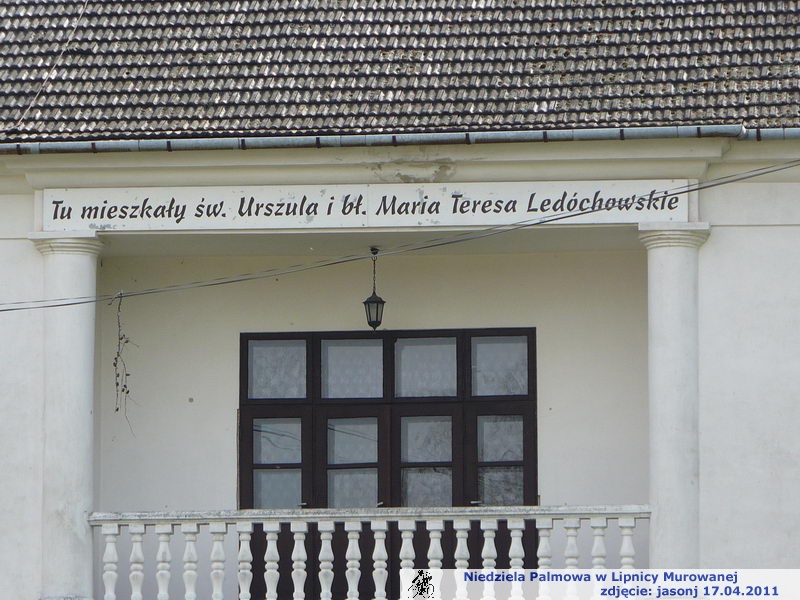 Tu mieszkały św. Urszula i bł. Maria Teresa Ledóchowskie
Niedziela Palmowa w Lipnicy Murowanej
zdjęcie: jasonj 17.04.2011